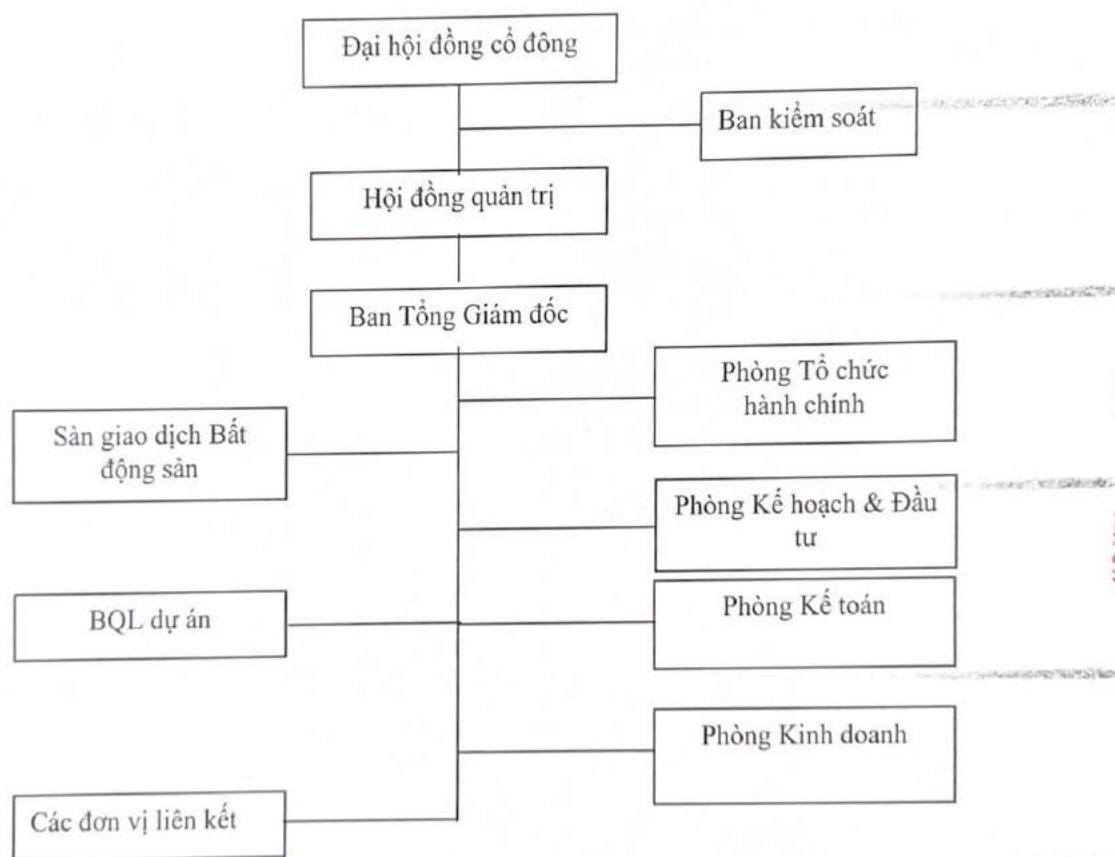 Đại hội đồng cổ đông
Ban kiểm soát
Hội đồng quản trị
Ban Tổng Giám đốc
Phòng Tổ chức
hành chính
Sàn giao dịch Bất
động sản
Phòng Kế hoạch & Đầu
tư
BQL dự án
Phòng Kế toán
Phòng Kinh doanh
Các đơn vị liên kết